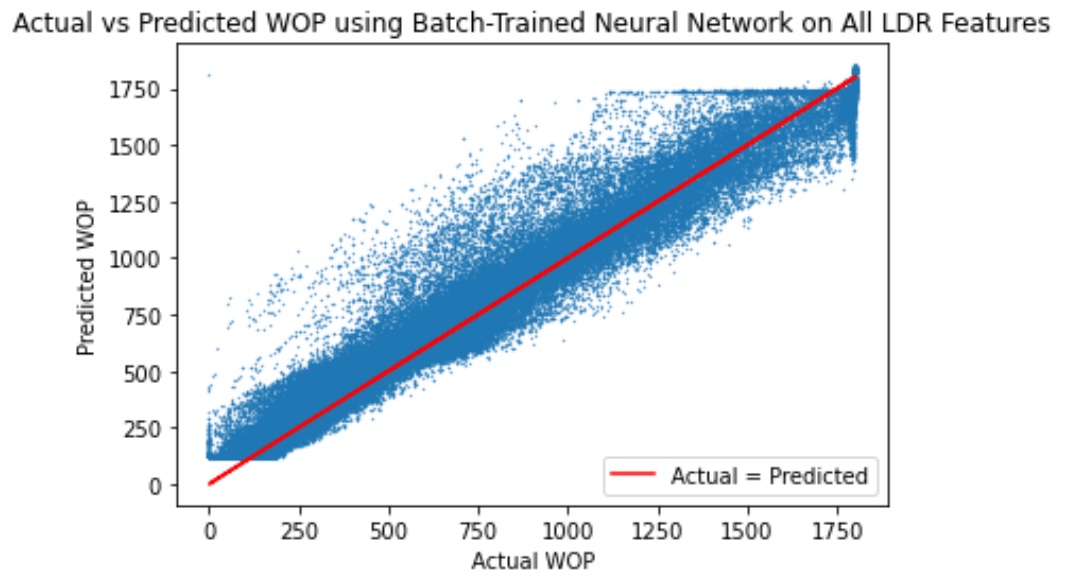 Actual vs Predicted WOP using Batch-Trained Neural Network on All LDR Features
Predicted WOP
1750
1500
1250
1000
750
500
250
0
Actual = Predicted
0 250 500 750 1000 1250 1500 1750
Actual WOP